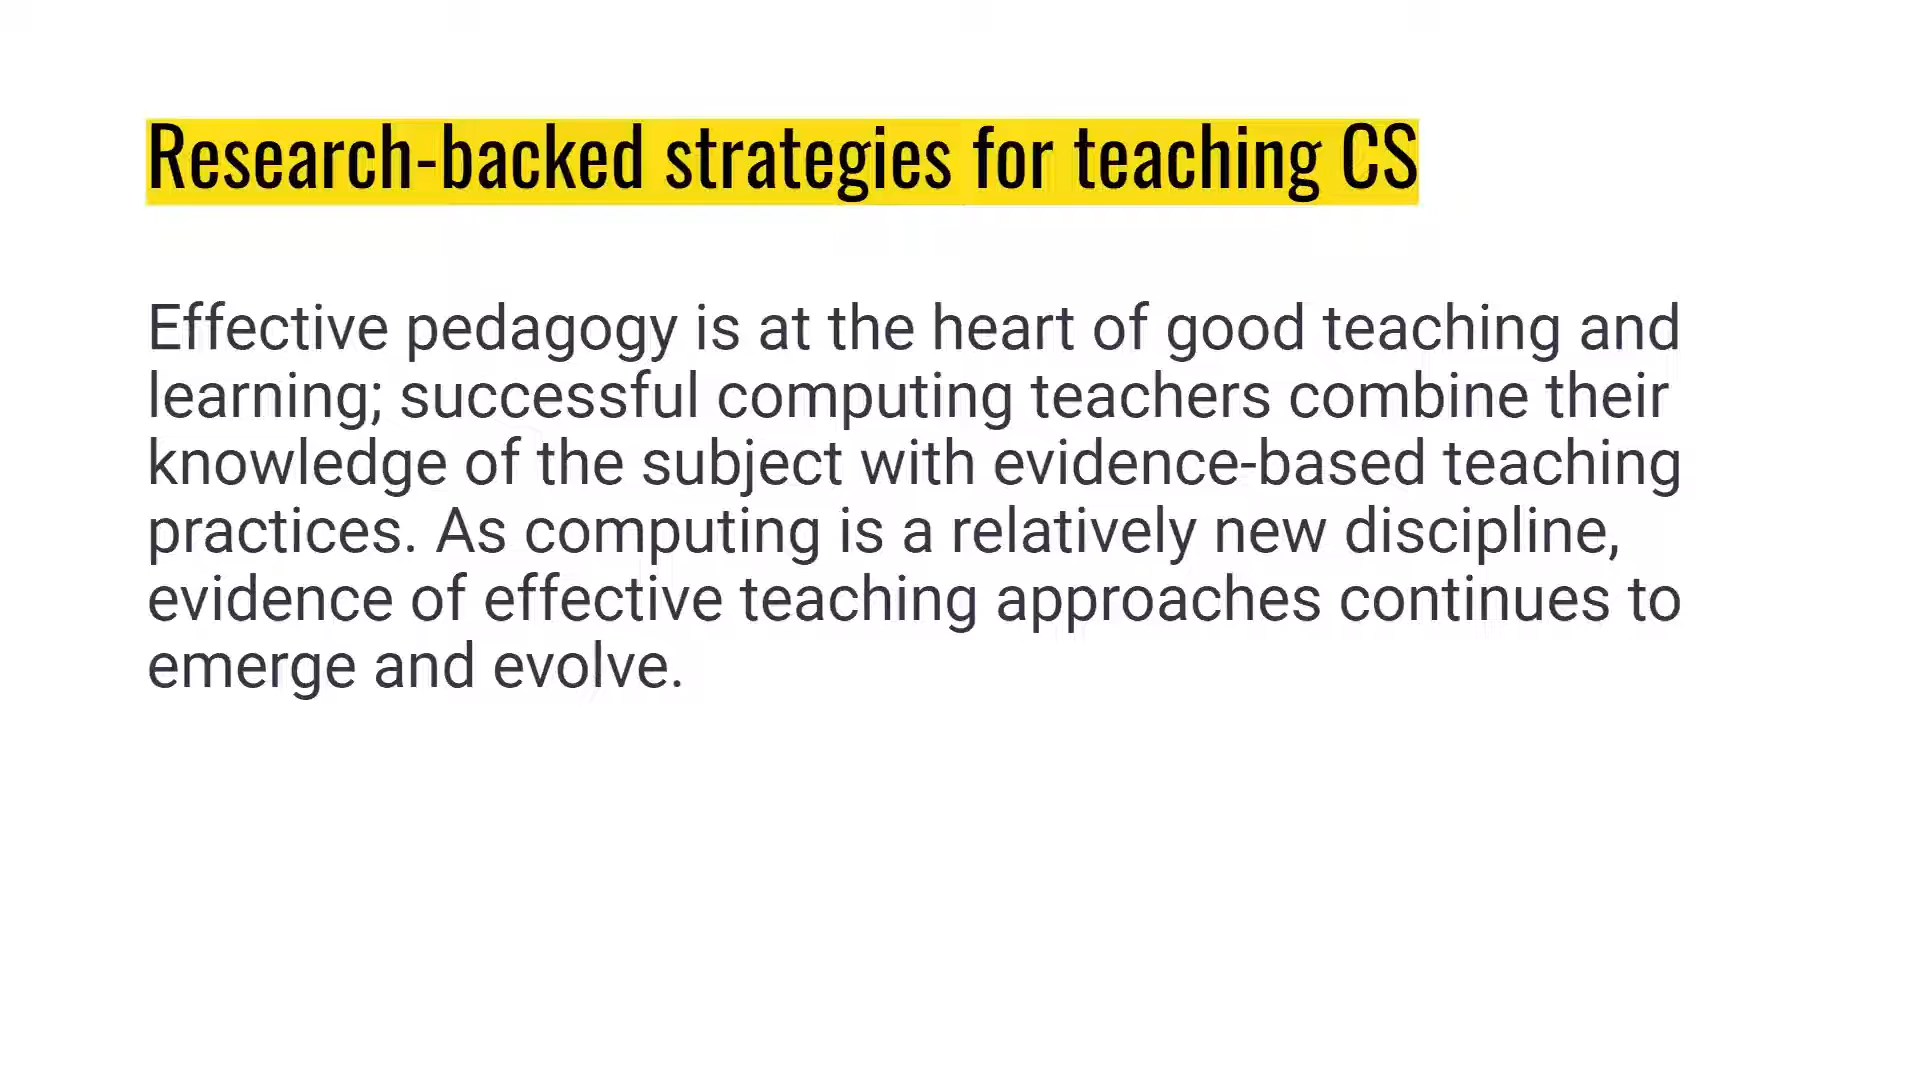 Research-backed strategies for teaching CS
Effective pedagogy is at the heart of good teaching and
learning; successful computing teachers combine their
knowledge of the subject with evidence-based teaching
practices. As computing is a relatively new discipline,
evidence of effective teaching approaches continues to
emerge and evolve.